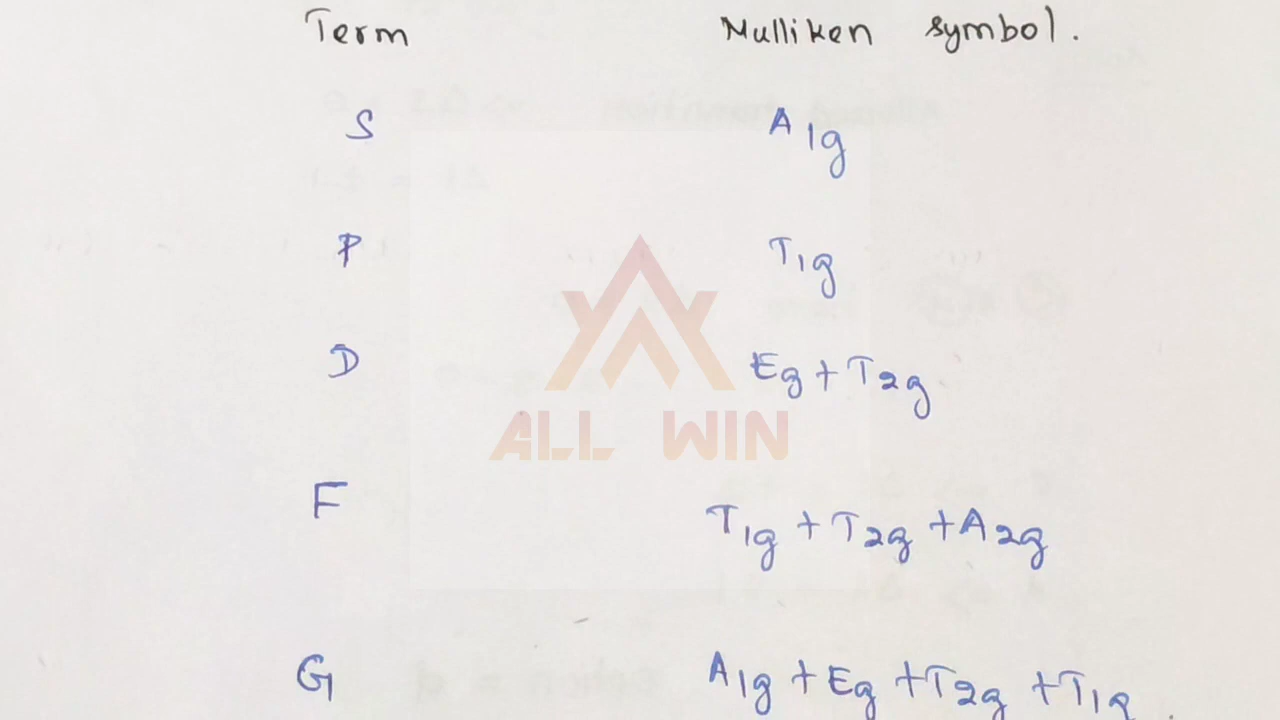 Term Mulliken symbol.
S A1g
P T1g
D Eg + T2g
ALL WIN
F T1g + T2g + A2g
G A1g + Eg + T2g + T1g